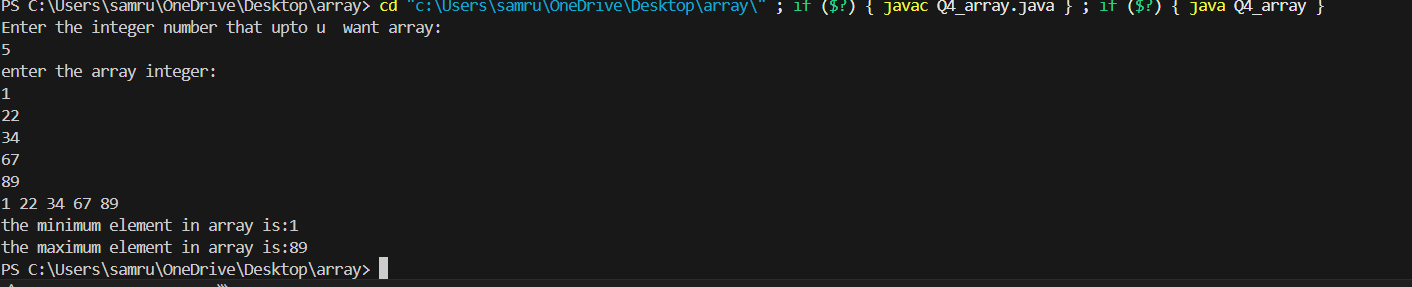 PS C:\Users\samru\OneDrive\Desktop\array> cd "c:\Users\samru\OneDrive\Desktop\array\" ; if ($?) { javac Q4_array.java } ; if ($?) { java Q4_array }
Enter the integer number that upto u  want array:
5
enter the array integer:
1
22
34
67
89
1 22 34 67 89
the minimum element in array is:1
the maximum element in array is:89
PS C:\Users\samru\OneDrive\Desktop\array>